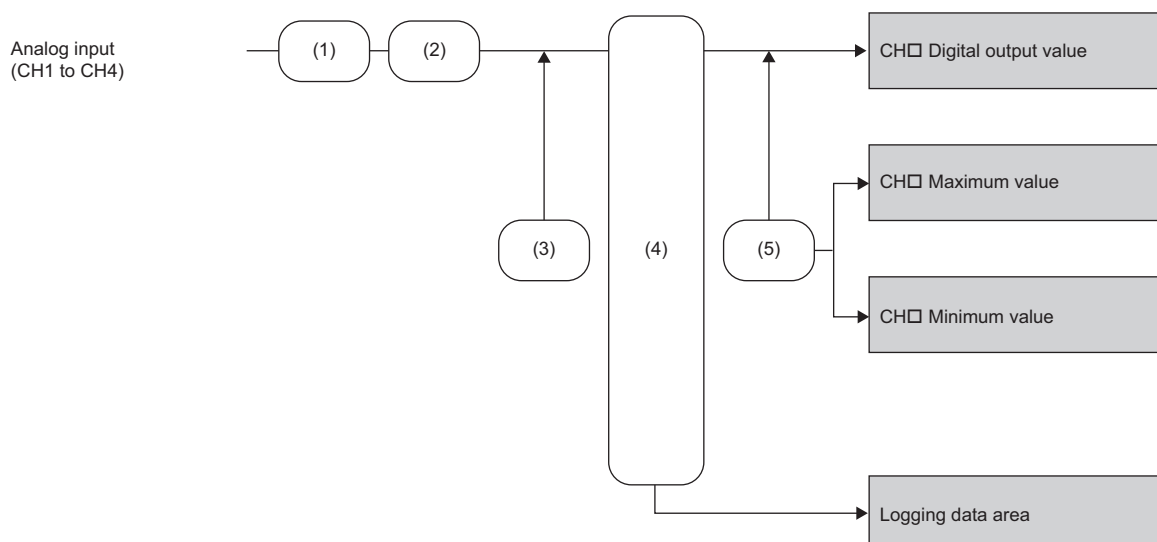 Analog input
(CH1 to CH4)
(1)
(2)
(3)
(4)
(5)
CH□ Digital output value
CH□ Maximum value
CH□ Minimum value
Logging data area